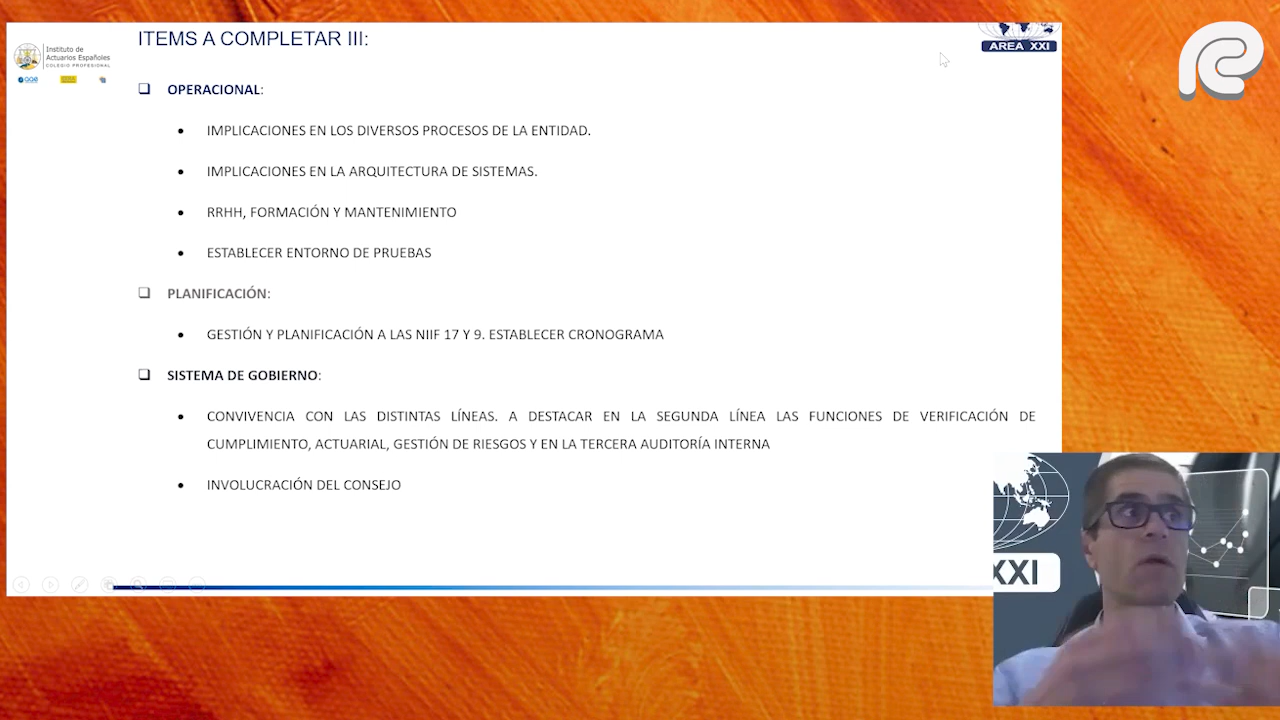 ITEMS A COMPLETAR III:
Instituto de
Actuarios Españoles
COLEGIO PROFESIONAL
AREA XXI
❑ OPERACIONAL:
• IMPLICACIONES EN LOS DIVERSOS PROCESOS DE LA ENTIDAD.
• IMPLICACIONES EN LA ARQUITECTURA DE SISTEMAS.
• RRHH, FORMACIÓN Y MANTENIMIENTO
• ESTABLECER ENTORNO DE PRUEBAS
❑ PLANIFICACIÓN:
• GESTIÓN Y PLANIFICACIÓN A LAS NIIF 17 Y 9. ESTABLECER CRONOGRAMA
❑ SISTEMA DE GOBIERNO:
• CONVIVENCIA CON LAS DISTINTAS LÍNEAS. A DESTACAR EN LA SEGUNDA LÍNEA LAS FUNCIONES DE VERIFICACIÓN DE
CUMPLIMIENTO, ACTUARIAL, GESTIÓN DE RIESGOS Y EN LA TERCERA AUDITORÍA INTERNA
• INVOLUCRACIÓN DEL CONSEJO
XXI